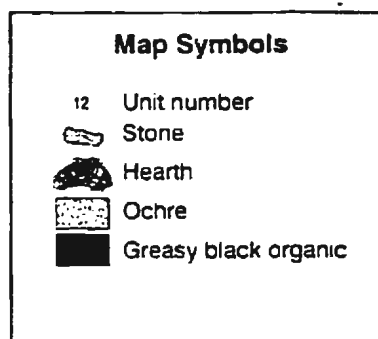 Map Symbols
12 Unit number
Stone
Hearth
Ochre
Greasy black organic